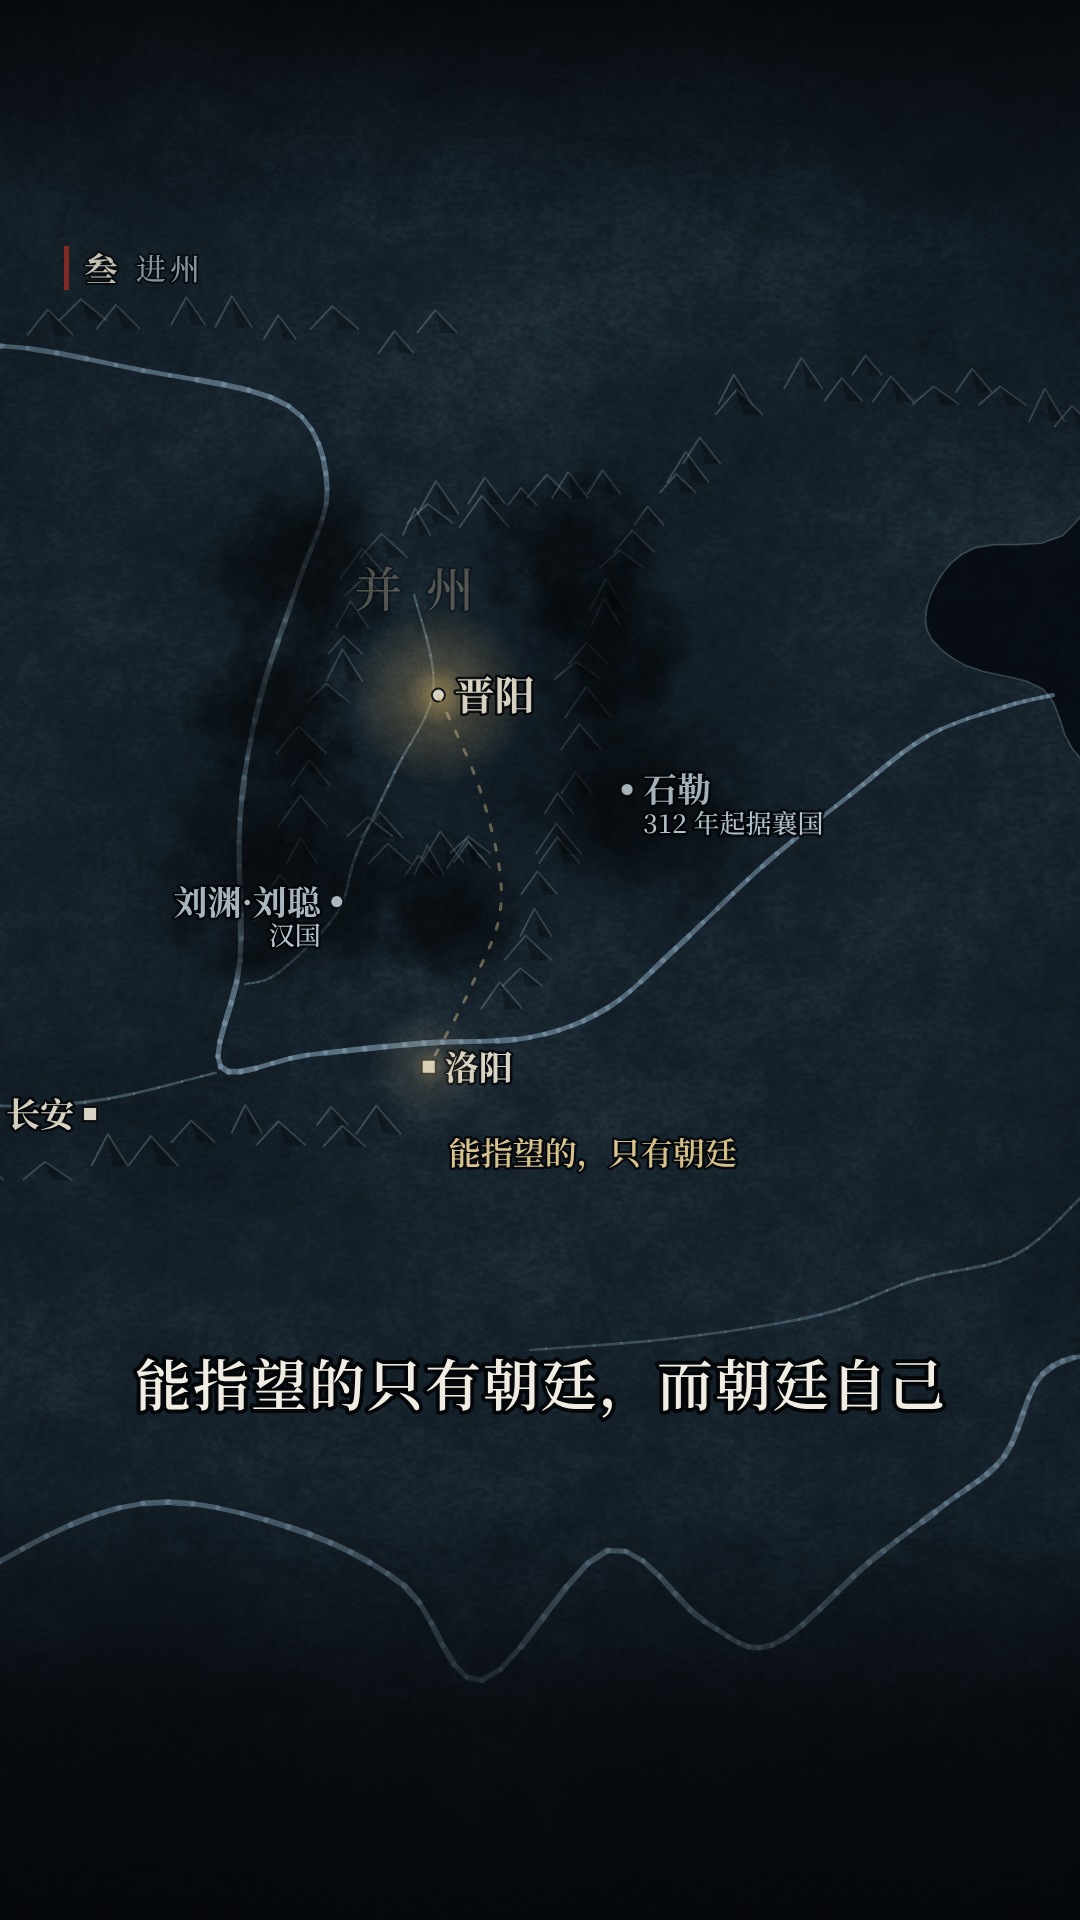 叁 进州
并州
晋阳
石勒
312 年起据襄国
刘渊·刘聪
汉国
洛阳
长安
能指望的，只有朝廷
能指望的只有朝廷，而朝廷自己